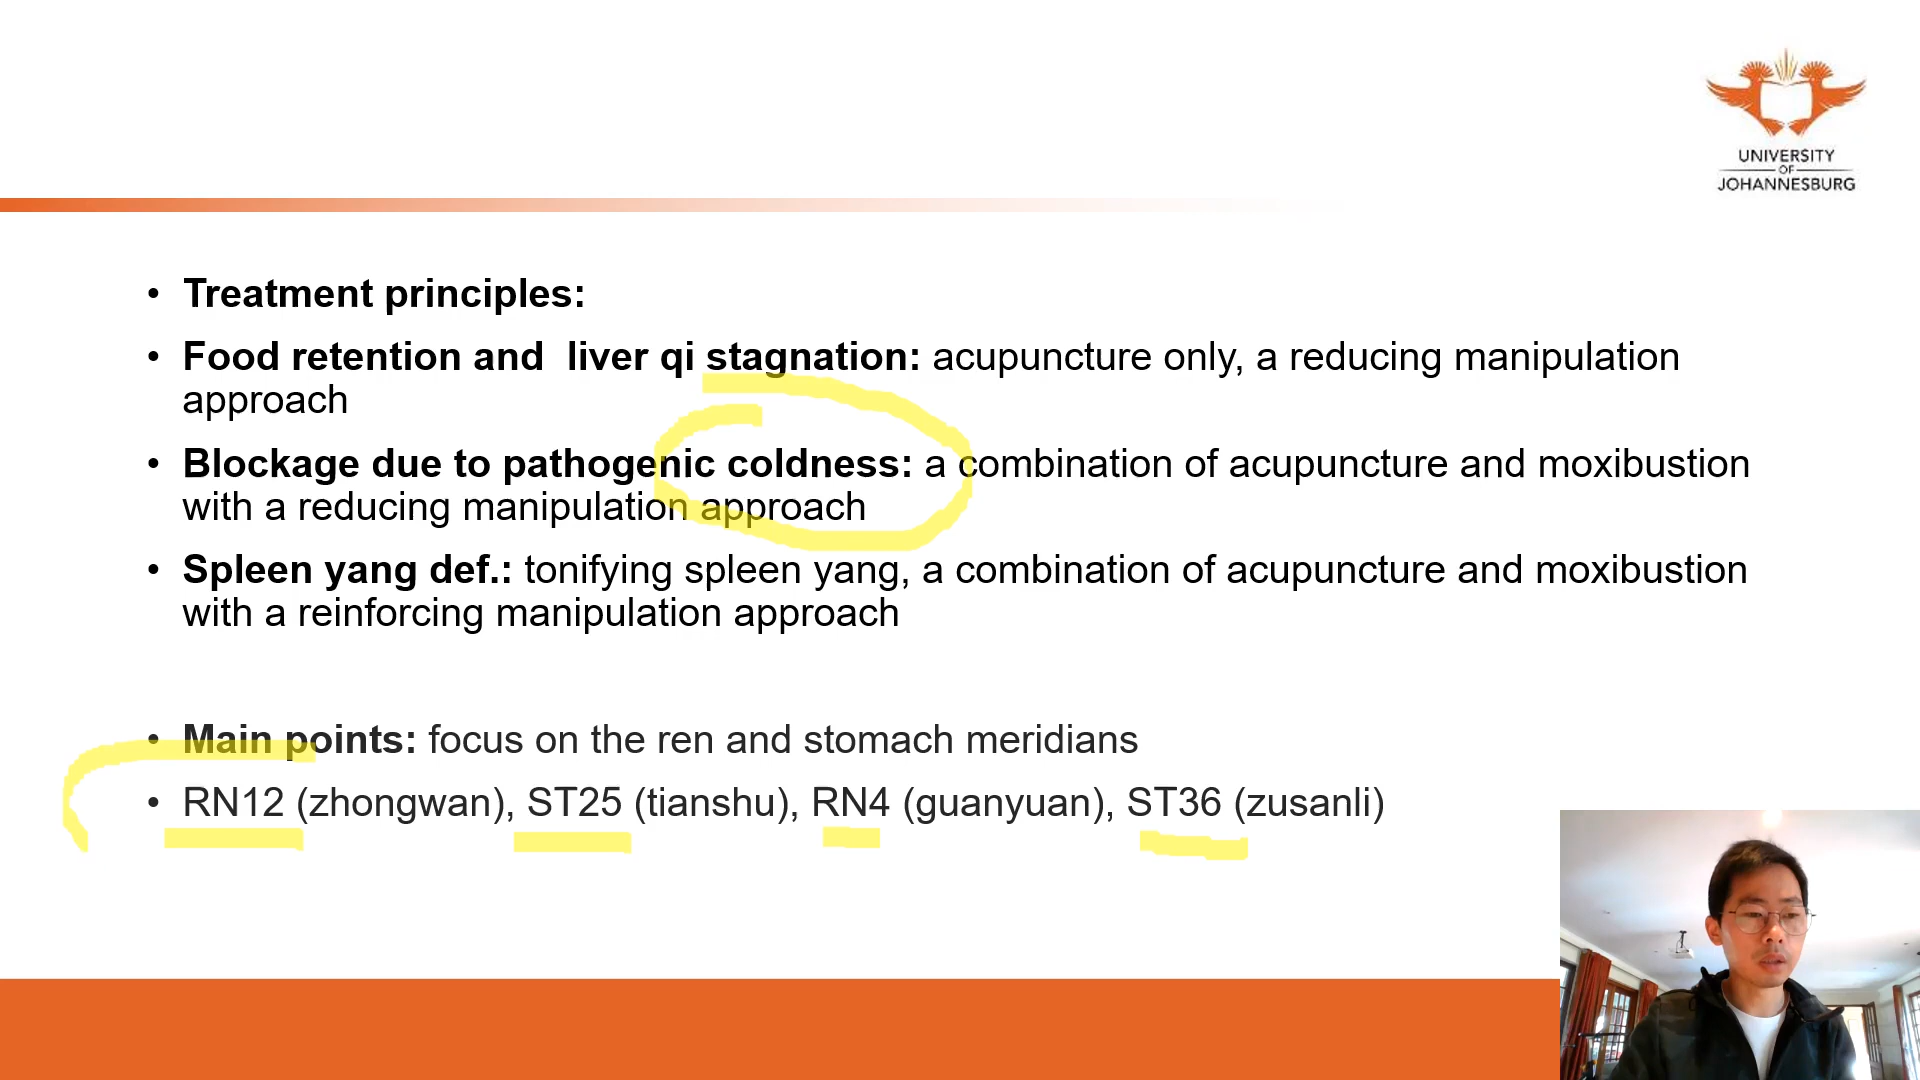 UNIVERSITY
OF
JOHANNESBURG
• Treatment principles:
• Food retention and  liver qi stagnation: acupuncture only, a reducing manipulation
approach
• Blockage due to pathogenic coldness: a combination of acupuncture and moxibustion
with a reducing manipulation approach
• Spleen yang def.: tonifying spleen yang, a combination of acupuncture and moxibustion
with a reinforcing manipulation approach
• Main points: focus on the ren and stomach meridians
• RN12 (zhongwan), ST25 (tianshu), RN4 (guanyuan), ST36 (zusanli)